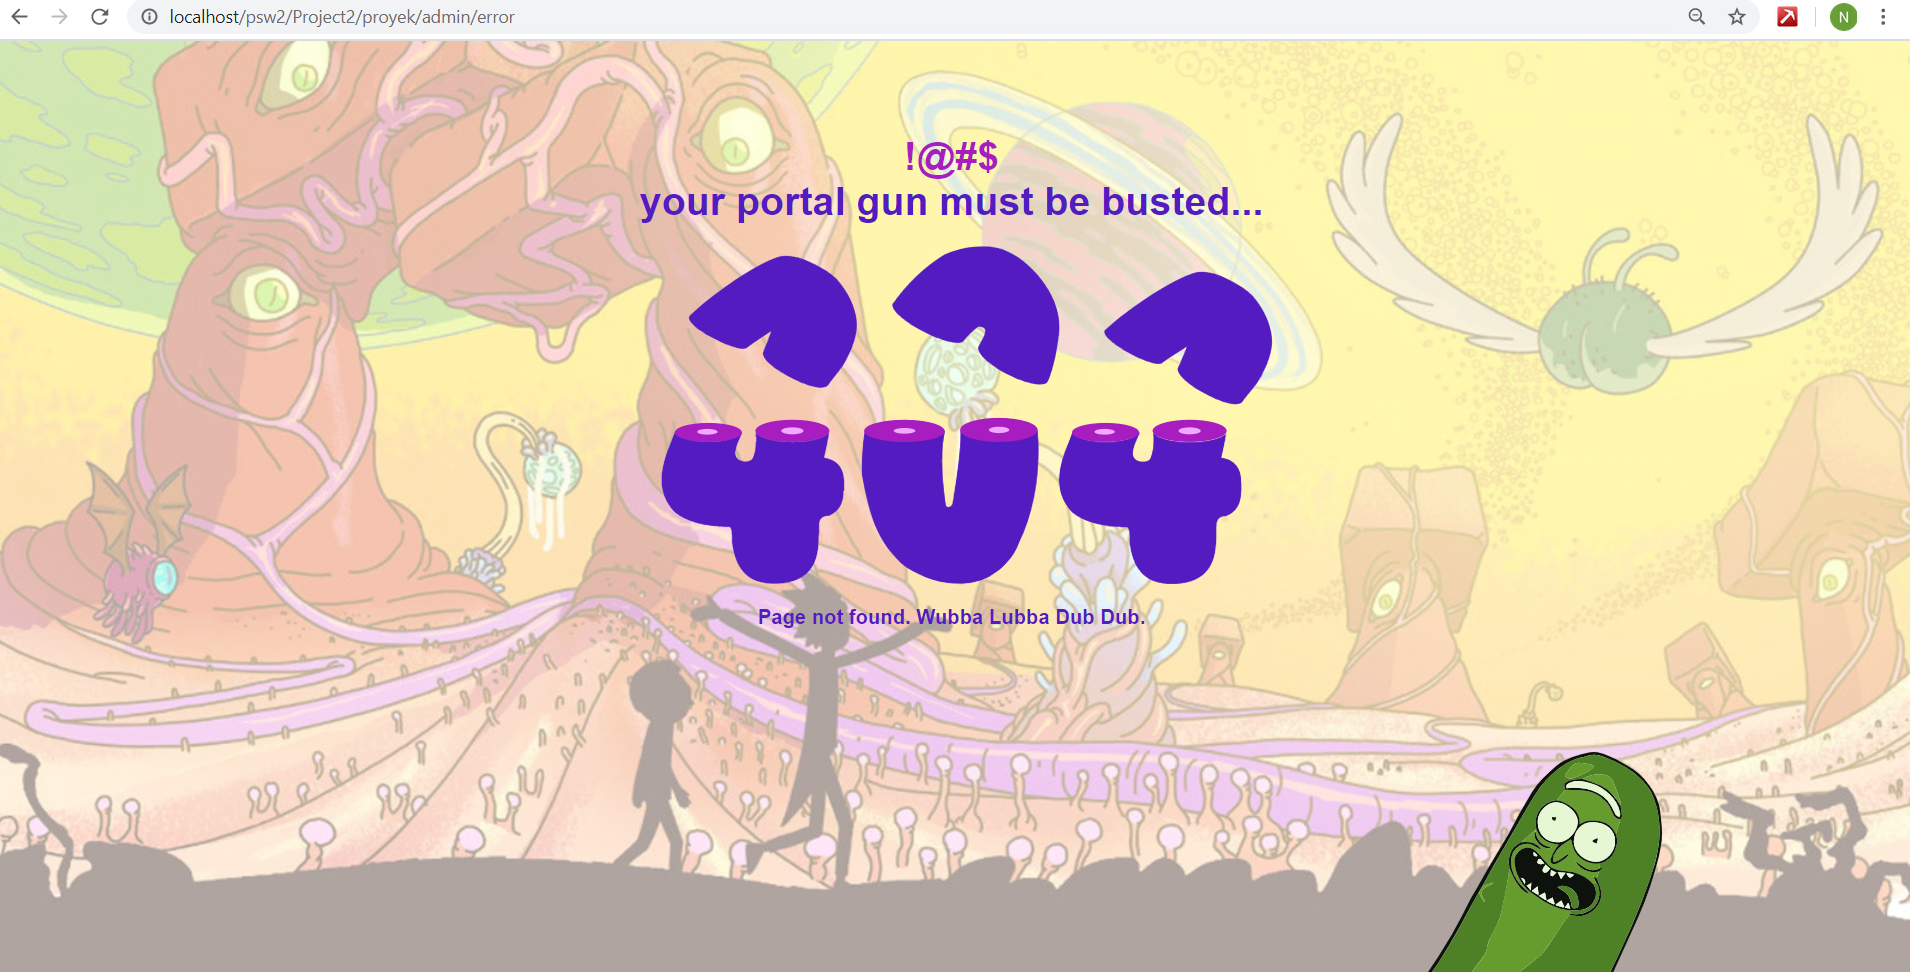 localhost/psw2/Project2/proyek/admin/error
N
!@#$
your portal gun must be busted...
404
Page not found. Wubba Lubba Dub Dub.